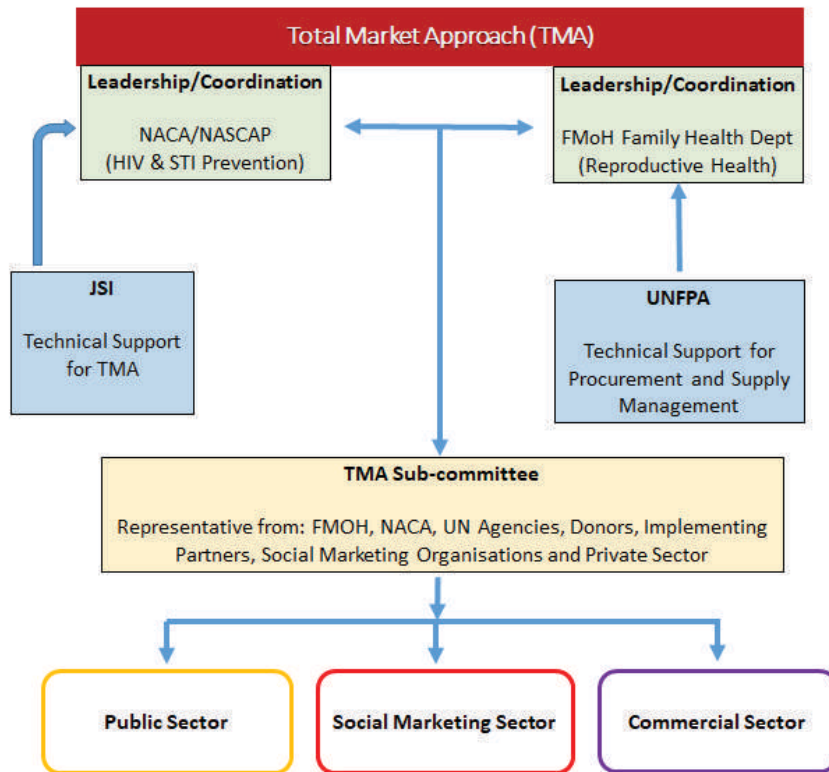 Total Market Approach (TMA)
Leadership/Coordination
NACA/NASCAP
(HIV & STI Prevention)
Leadership/Coordination
FMoH Family Health Dept
(Reproductive Health)
JSI
Technical Support
for TMA
UNFPA
Technical Support for
Procurement and Supply
Management
TMA Sub-committee
Representative from: FMOH, NACA, UN Agencies, Donors, Implementing
Partners, Social Marketing Organisations and Private Sector
Public Sector
Social Marketing Sector
Commercial Sector